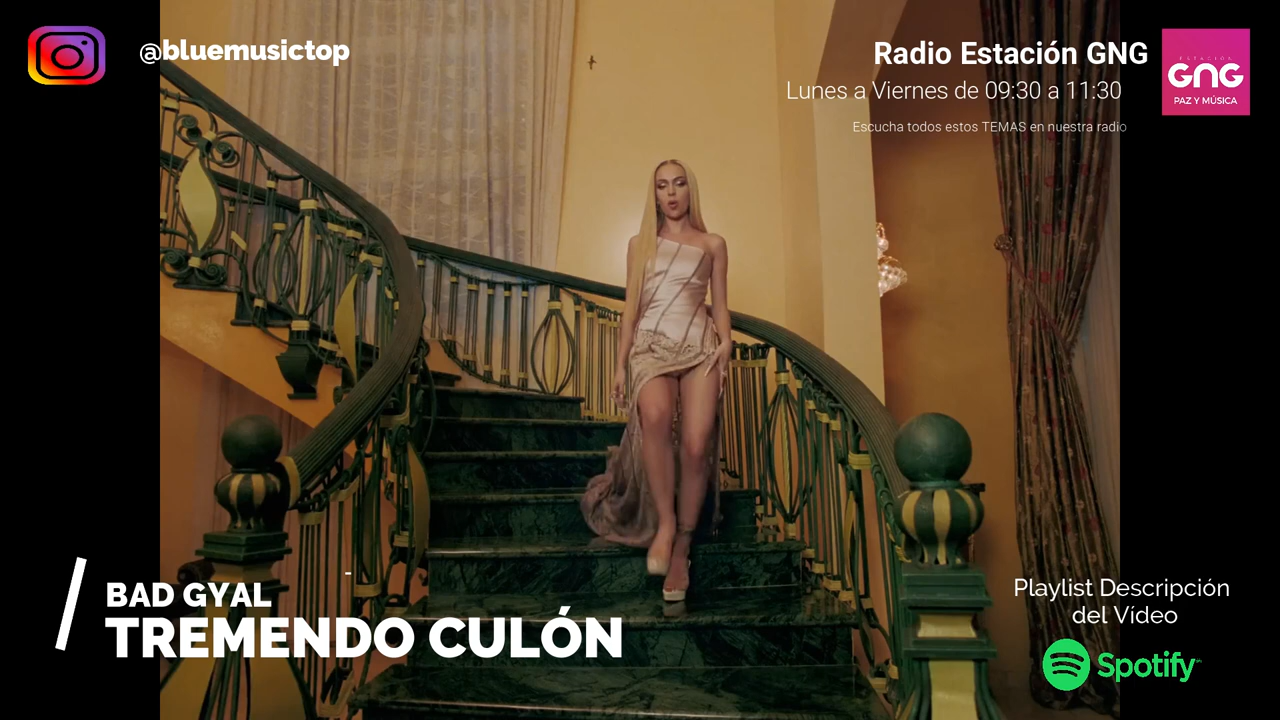 @bluemusictop
Radio Estación GNG
Lunes a Viernes de 09:30 a 11:30
Escucha todos estos TEMAS en nuestra radio
ESTACIÓN
GNG
PAZ Y MÚSICA
BAD GYAL
TREMENDO CULÓN
Playlist Descripción
del Vídeo
Spotify